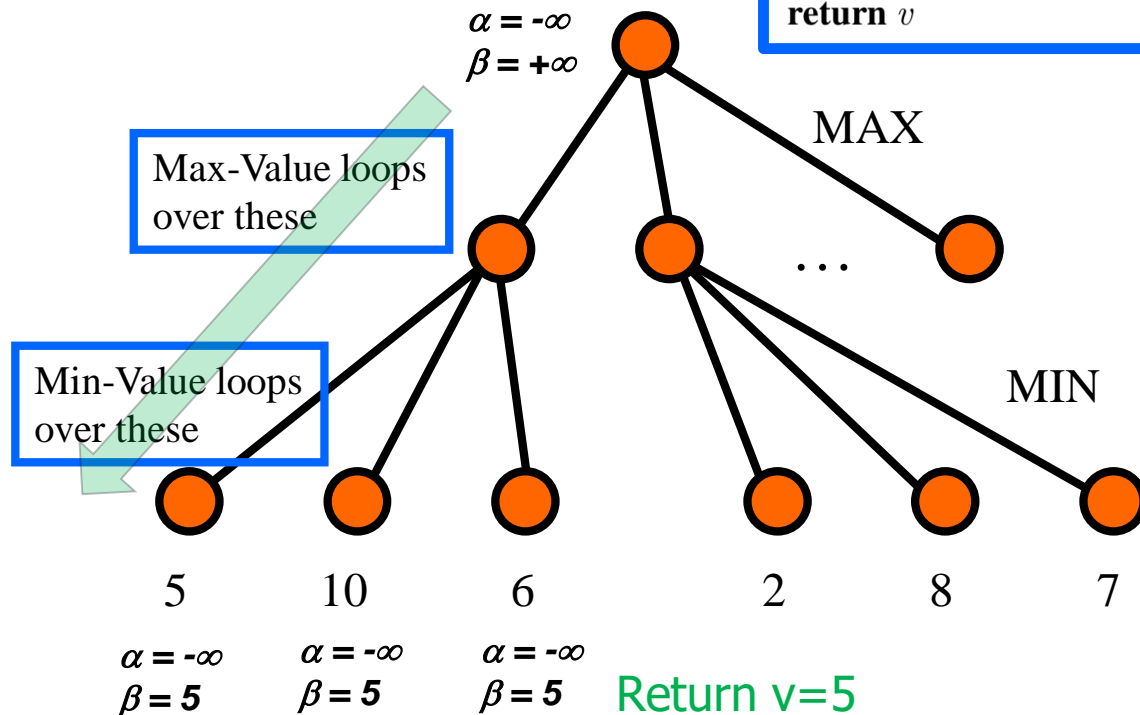 return v
α = -∞
β = +∞
MAX
Max-Value loops
over these
…
Min-Value loops
over these
MIN
5 10 6 2 8 7
α = -∞ α = -∞ α = -∞
β = 5 β = 5 β = 5 Return v=5